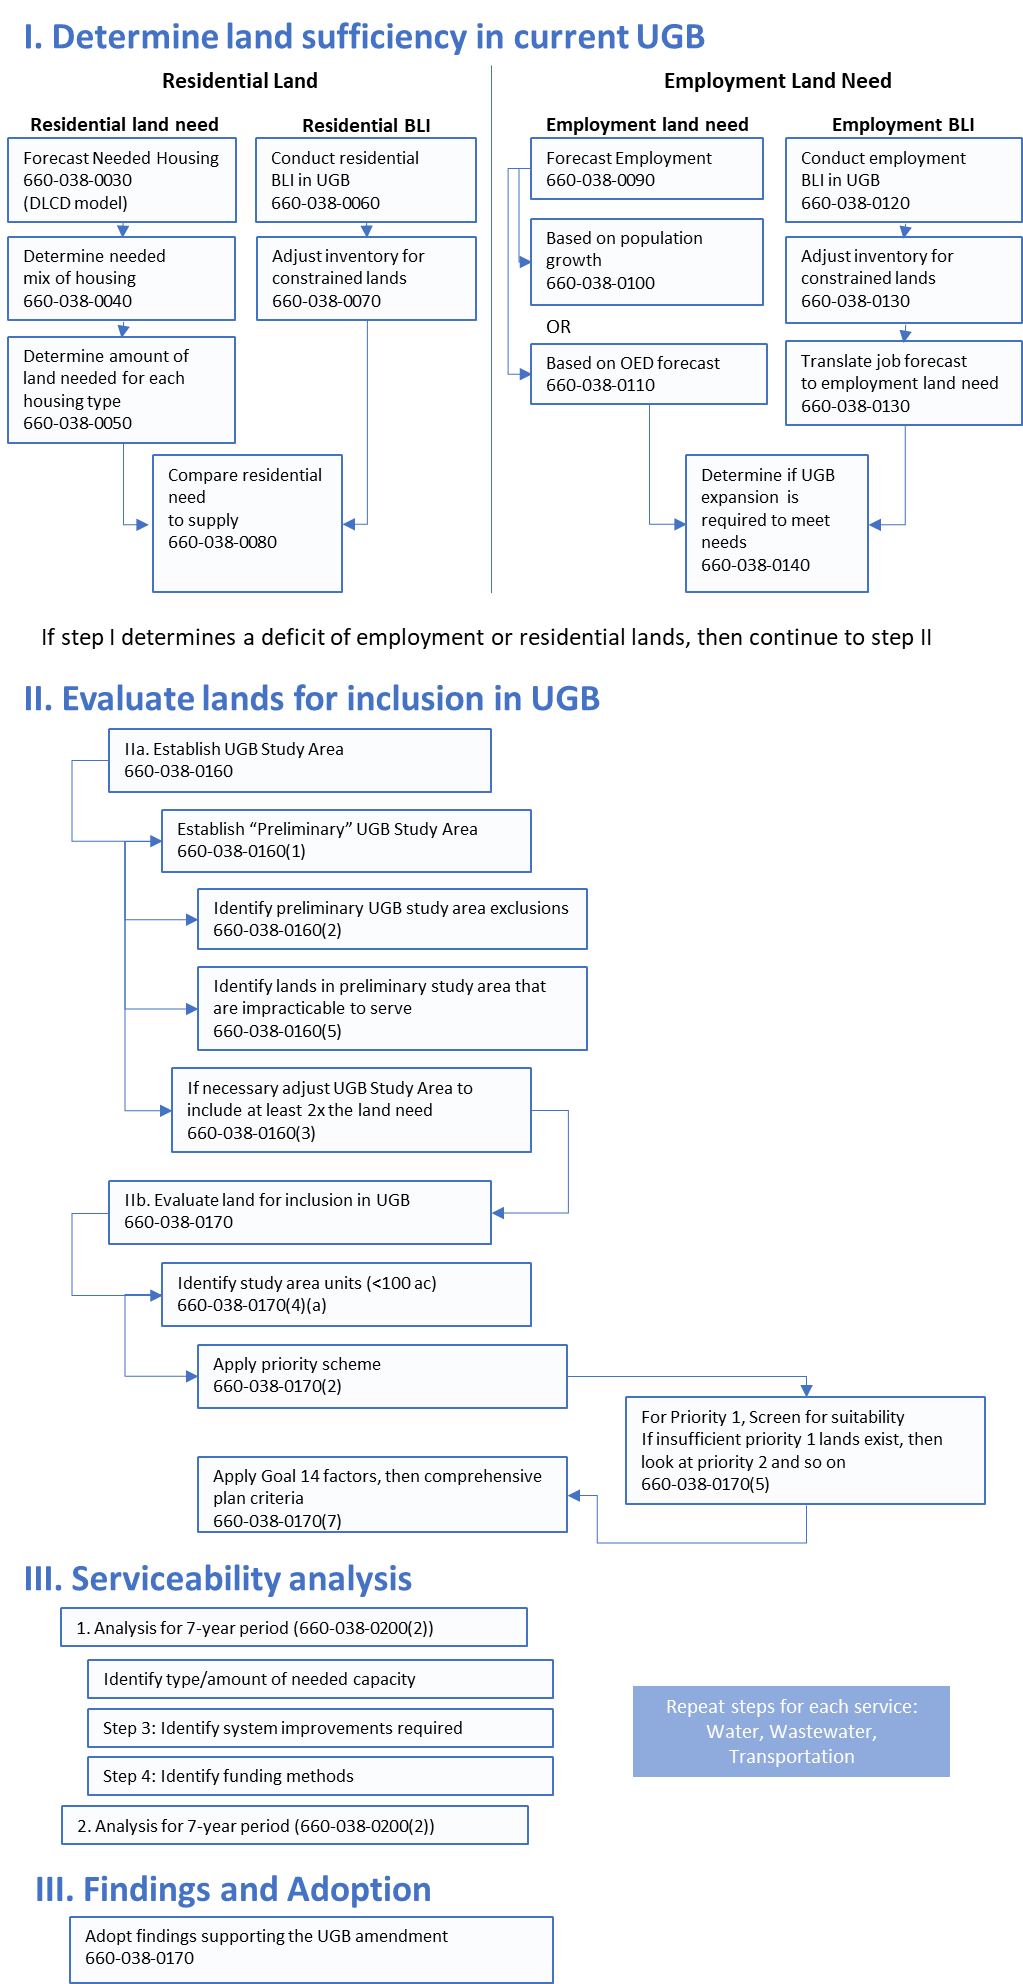 I. Determine land sufficiency in current UGB
Residential Land
Residential land need
Forecast Needed Housing
660-038-0030
(DLCD model)
Determine needed
mix of housing
660-038-0040
Determine amount of
land needed for each
housing type
660-038-0050
Residential BLI
Conduct residential
BLI in UGB
660-038-0060
Adjust inventory for
constrained lands
660-038-0070
Compare residential
need
to supply
660-038-0080
Employment Land Need
Employment land need
Forecast Employment
660-038-0090
Based on population
growth
660-038-0100
OR
Based on OED forecast
660-038-0110
Employment BLI
Conduct employment
BLI in UGB
660-038-0120
Adjust inventory for
constrained lands
660-038-0130
Translate job forecast
to employment land need
660-038-0130
Determine if UGB
expansion is
required to meet
needs
660-038-0140
If step I determines a deficit of employment or residential lands, then continue to step II
II. Evaluate lands for inclusion in UGB
IIa. Establish UGB Study Area
660-038-0160
Establish “Preliminary” UGB Study Area
660-038-0160(1)
Identify preliminary UGB study area exclusions
660-038-0160(2)
Identify lands in preliminary study area that
are impracticable to serve
660-038-0160(5)
If necessary adjust UGB Study Area to
include at least 2x the land need
660-038-0160(3)
IIb. Evaluate land for inclusion in UGB
660-038-0170
Identify study area units (<100 ac)
660-038-0170(4)(a)
Apply priority scheme
660-038-0170(2)
For Priority 1, Screen for suitability
If insufficient priority 1 lands exist, then
look at priority 2 and so on
660-038-0170(5)
Apply Goal 14 factors, then comprehensive
plan criteria
660-038-0170(7)
III. Serviceability analysis
1. Analysis for 7-year period (660-038-0200(2))
Identify type/amount of needed capacity
Step 3: Identify system improvements required
Step 4: Identify funding methods
2. Analysis for 7-year period (660-038-0200(2))
Repeat steps for each service:
Water, Wastewater,
Transportation
III. Findings and Adoption
Adopt findings supporting the UGB amendment
660-038-0170